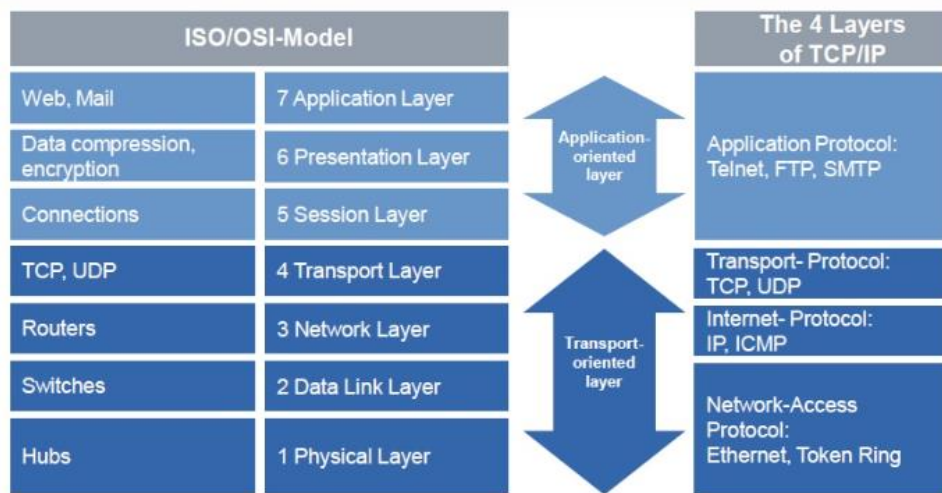 ISO/OSI-Model
The 4 Layers
of TCP/IP
Web, Mail
7 Application Layer
Data compression,
encryption
6 Presentation Layer
Connections
5 Session Layer
TCP, UDP
4 Transport Layer
Routers
3 Network Layer
Switches
2 Data Link Layer
Hubs
1 Physical Layer
Application-
oriented
layer
Transport-
oriented
layer
Application Protocol:
Telnet, FTP, SMTP
Transport- Protocol:
TCP, UDP
Internet- Protocol:
IP, ICMP
Network-Access
Protocol:
Ethernet, Token Ring